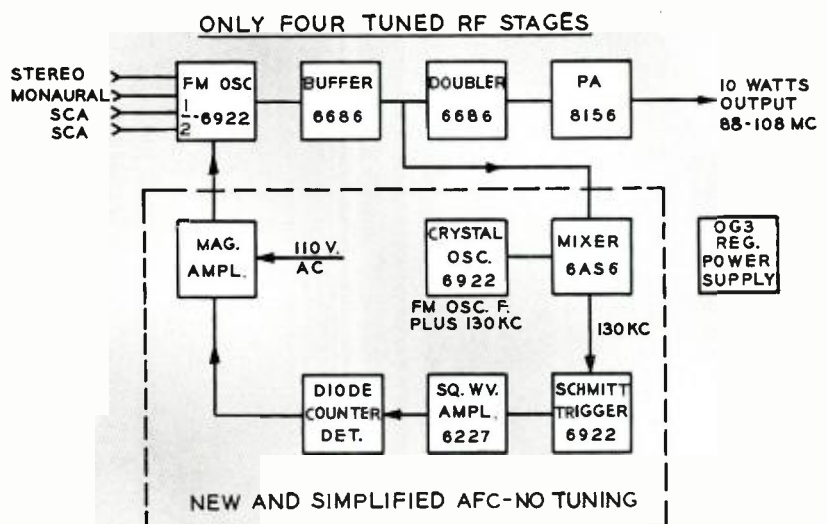 ONLY FOUR TUNED RF STAGES
STEREO
MONAURAL
SCA
SCA
FM OSC
1/2-6922
BUFFER
6686
DOUBLER
6686
PA
8156
10 WATTS
OUTPUT
88-108 MC
MAG.
AMPL.
110 V.
AC
CRYSTAL
OSC.
6922
FM OSC. F.
PLUS 130 KC
MIXER
6AS6
OG3
REG.
POWER
SUPPLY
130 KC
DIODE
COUNTER
DET.
SQ. WV.
AMPL.
6227
SCHMITT
TRIGGER
6922
NEW AND SIMPLIFIED AFC-NO TUNING